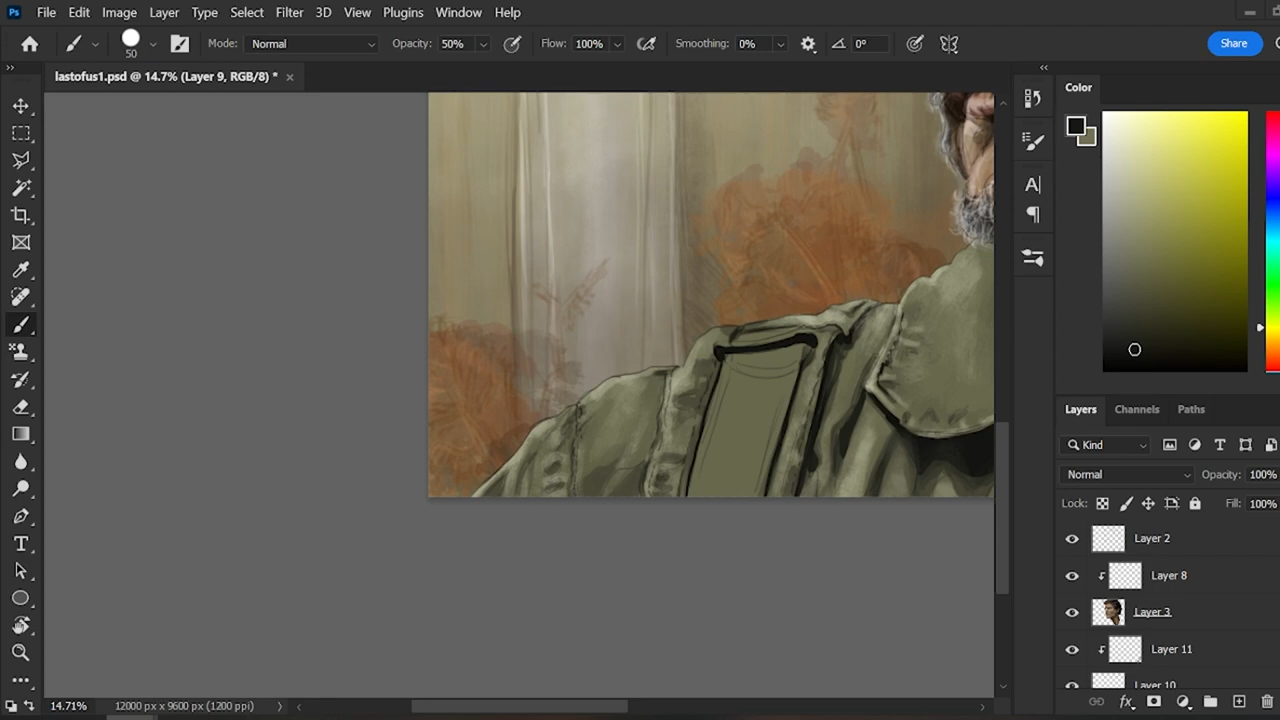 Ps File Edit Image Layer Type Select Filter 3D View Plugins Window Help
50 Mode: Normal Opacity: 50% Flow: 100% Smoothing: 0% 0° Share
lastofus1.psd @ 14.7% (Layer 9, RGB/8) *
Color
Layers Channels Paths
Kind
Normal Opacity: 100%
Lock: Fill: 100%
Layer 2
Layer 8
Layer 3
Layer 11
Layer 10
14.71% 12000 px x 9600 px (1200 ppi)